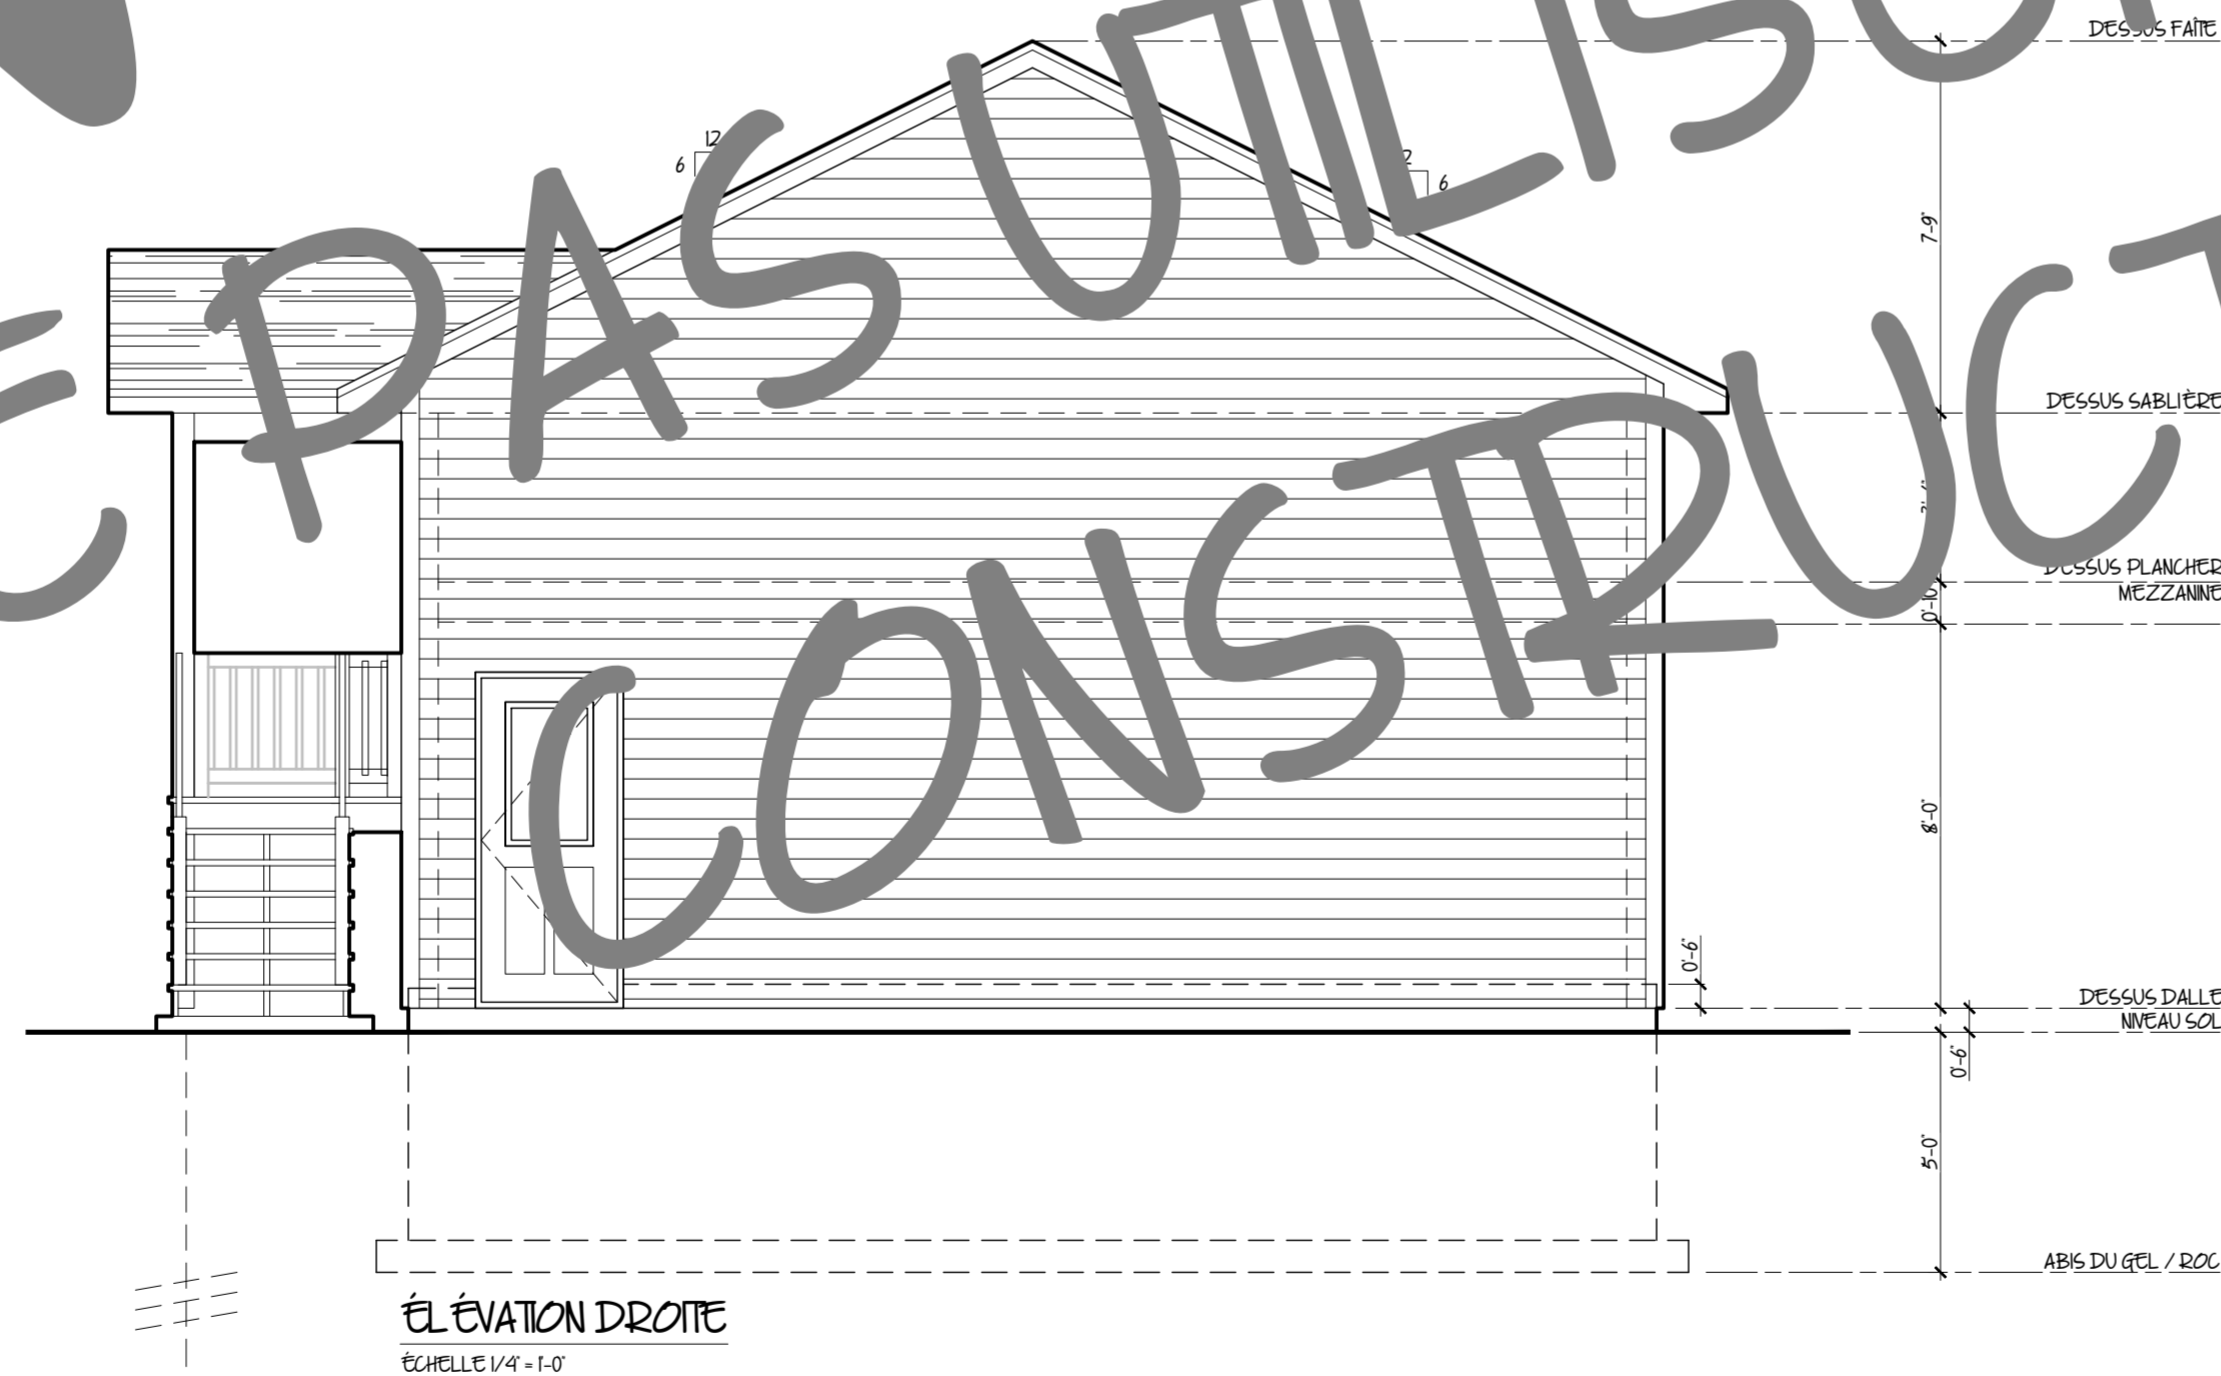 DESSUS FAÎTE
12
6
2
6
7'-9"
E PAS UTILISU
DESSUS SABLIÈRE
CONSTRUCT
DESSUS PLANCHER
MEZZANINE
0'-10"
8'-0"
0'-6"
DESSUS DALLE
NIVEAU SOL
0'-6"
5'-0"
ABIS DU GEL / ROC
ÉLÉVATION DROITE
ÉCHELLE 1/4" = 1'-0"